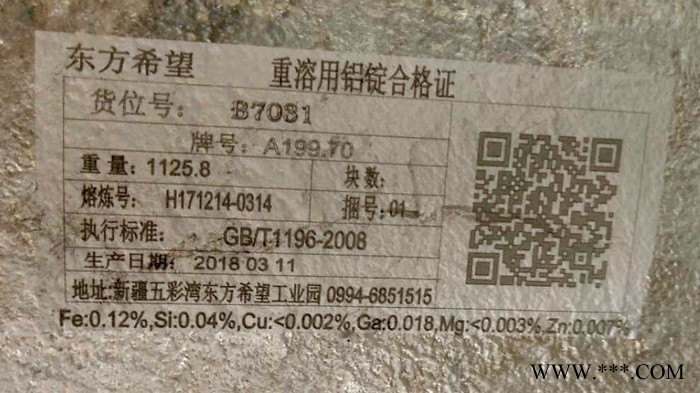 东方希望 重溶用铝锭合格证
货位号: B7031
牌号: A199.70
重量: 1125.8 块数:
熔炼号: H171214-0314 捆号: 01
执行标准: GB/T1196-2008
生产日期: 2018 03 11
地址:新疆五彩湾东方希望工业园 0994-6851515
Fe:0.12%,Si:0.04%,Cu:<0.002%,Ga:0.018,Mg:<0.003%,Zn:0.007%
WWW.***.COM